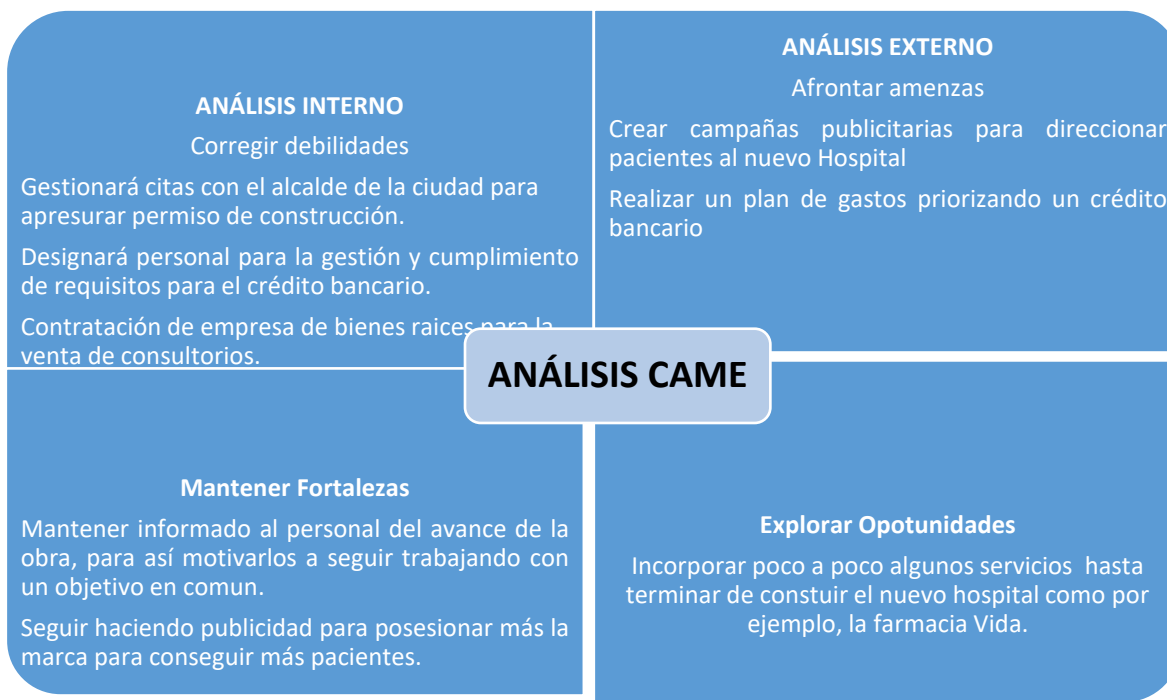 ANÁLISIS INTERNO
Corregir debilidades
Gestionará citas con el alcalde de la ciudad para
apresurar permiso de construcción.
Designará personal para la gestión y cumplimiento
de requisitos para el crédito bancario.
Contratación de empresa de bienes raices para la
venta de consultorios.
ANÁLISIS EXTERNO
Afrontar amenzas
Crear campañas publicitarias para direccionar
pacientes al nuevo Hospital
Realizar un plan de gastos priorizando un crédito
bancario
ANÁLISIS CAME
Mantener Fortalezas
Mantener informado al personal del avance de la
obra, para así motivarlos a seguir trabajando con
un objetivo en comun.
Seguir haciendo publicidad para posesionar más la
marca para conseguir más pacientes.
Explorar Opotunidades
Incorporar poco a poco algunos servicios hasta
terminar de constuir el nuevo hospital como por
ejemplo, la farmacia Vida.